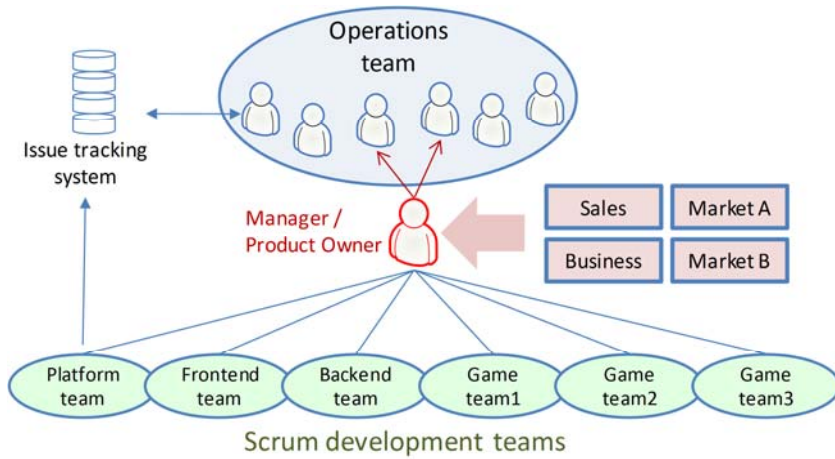 Operations
team
Issue tracking
system
Manager /
Product Owner
Sales
Market A
Business
Market B
Platform
team
Frontend
team
Backend
team
Game
team1
Game
team2
Game
team3
Scrum development teams